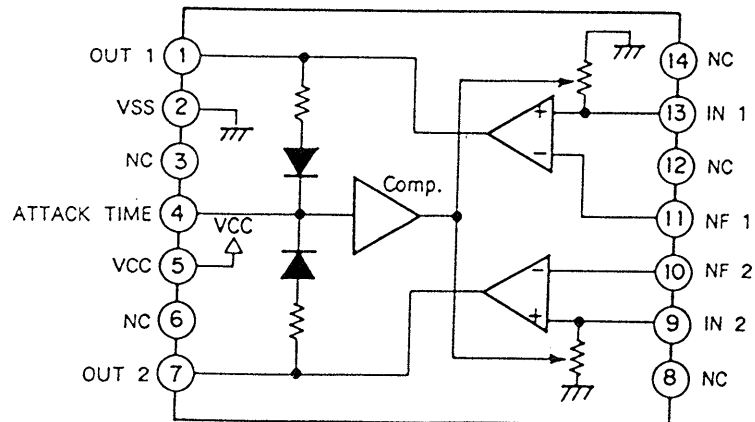 OUT 1 1
VSS 2
NC 3
ATTACK TIME 4
VCC 5
VCC
NC 6
OUT 2 7
Comp.
+
−
−
+
14 NC
13 IN 1
12 NC
11 NF 1
10 NF 2
9 IN 2
8 NC